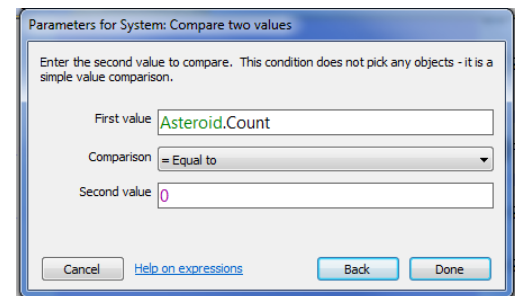 Parameters for System: Compare two values
Enter the second value to compare. This condition does not pick any objects - it is a
simple value comparison.
First value Asteroid.Count
Comparison = Equal to
Second value 0
Cancel Help on expressions Back Done